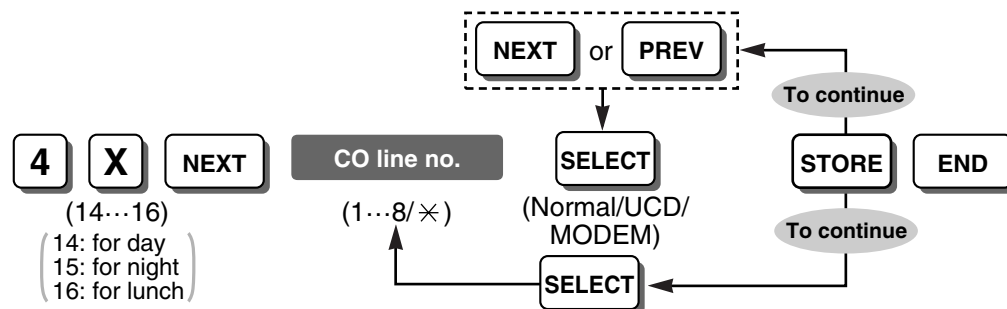 NEXT or PREV
To continue
4 X NEXT CO line no. SELECT STORE END
(14···16) (1···8/✳) (Normal/UCD/
MODEM)
To continue
14: for day
15: for night
16: for lunch
SELECT